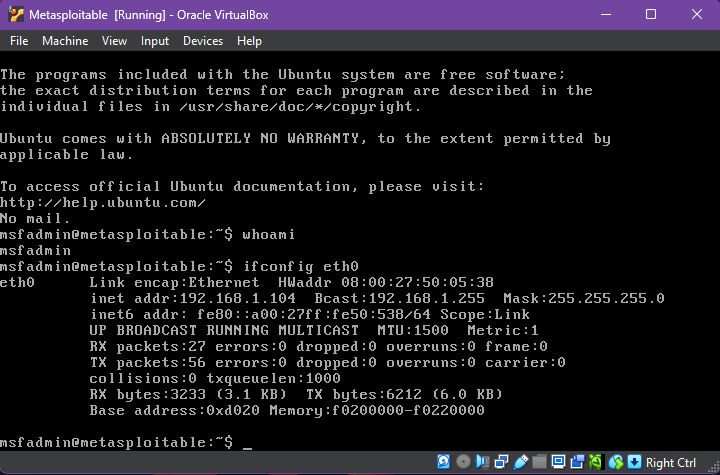 Metasploitable [Running] - Oracle VirtualBox
File Machine View Input Devices Help
The programs included with the Ubuntu system are free software;
the exact distribution terms for each program are described in the
individual files in /usr/share/doc/*/copyright.
Ubuntu comes with ABSOLUTELY NO WARRANTY, to the extent permitted by
applicable law.
To access official Ubuntu documentation, please visit:
http://help.ubuntu.com/
No mail.
msfadmin@metasploitable:~$ whoami
msfadmin
msfadmin@metasploitable:~$ ifconfig eth0
eth0 Link encap:Ethernet HWaddr 08:00:27:50:05:38
inet addr:192.168.1.104 Bcast:192.168.1.255 Mask:255.255.255.0
inet6 addr: fe80::a00:27ff:fe50:538/64 Scope:Link
UP BROADCAST RUNNING MULTICAST MTU:1500 Metric:1
RX packets:27 errors:0 dropped:0 overruns:0 frame:0
TX packets:56 errors:0 dropped:0 overruns:0 carrier:0
collisions:0 txqueuelen:1000
RX bytes:3233 (3.1 KB) TX bytes:6212 (6.0 KB)
Base address:0xd020 Memory:f0200000-f0220000
msfadmin@metasploitable:~$ _
Right Ctrl